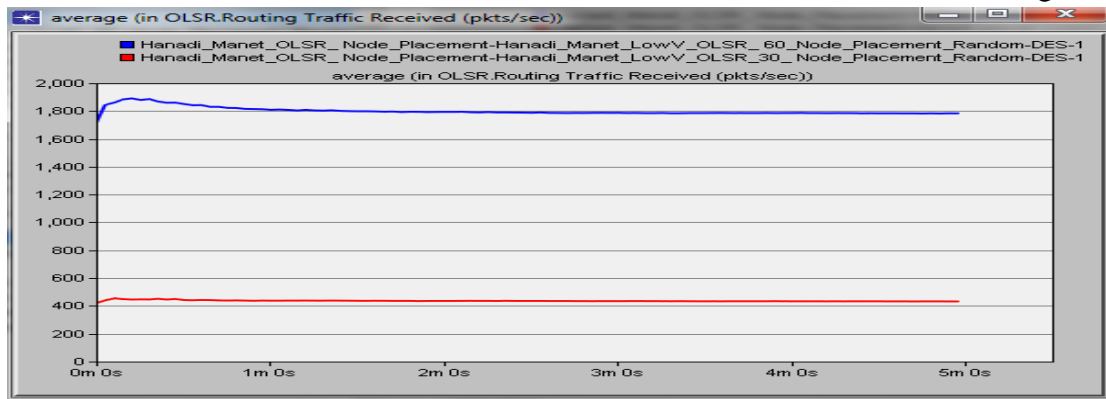 average (in OLSR.Routing Traffic Received (pkts/sec))
Hanadi_Manet_OLSR_ Node_Placement-Hanadi_Manet_LowV_OLSR_ 60_Node_Placement_Random-DES-1
Hanadi_Manet_OLSR_ Node_Placement-Hanadi_Manet_LowV_OLSR_30_ Node_Placement_Random-DES-1
average (in OLSR.Routing Traffic Received (pkts/sec))
2,000
1,800
1,600
1,400
1,200
1,000
800
600
400
200
0
0m 0s 1m 0s 2m 0s 3m 0s 4m 0s 5m 0s